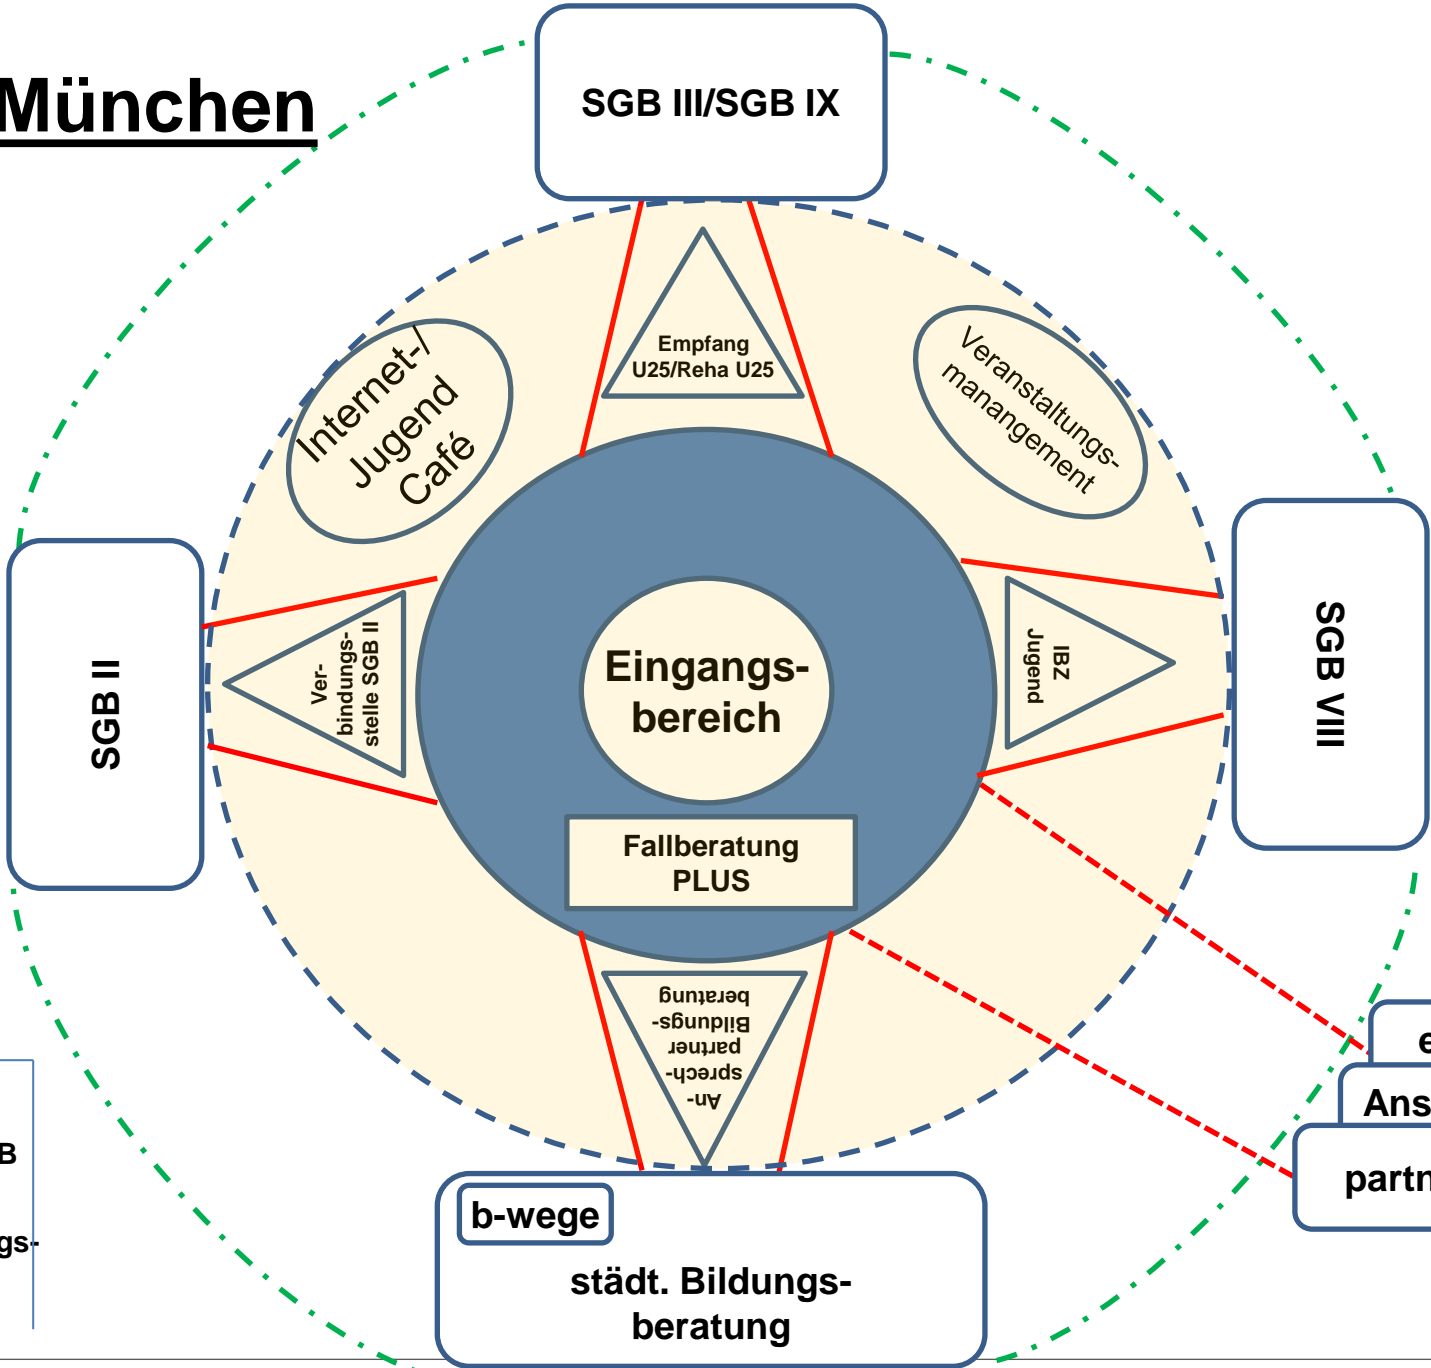 München
SGB III/SGB IX
Empfang
U25/Reha U25
Internet-/
Jugend
Café
Veranstaltungs-
manangement
SGB II
Ver-
bindungs-
stelle SGB II
Eingangs-
bereich
IBZ
Jugend
SGB VIII
Fallberatung
PLUS
An-
sprech-
partner
Bildungs-
beratung
e
Ans
partn
B
gs-
b-wege
städt. Bildungs-
beratung